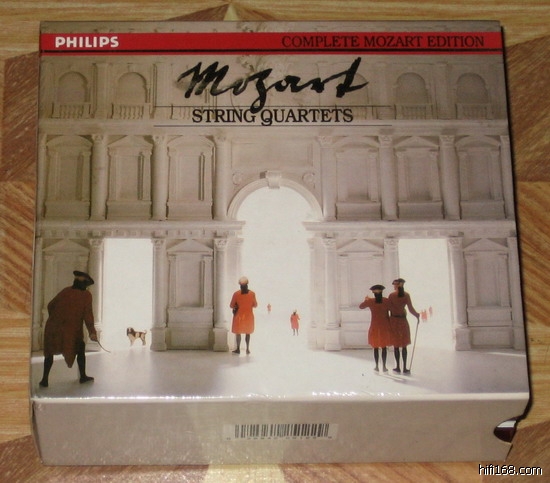 PHILIPS
COMPLETE MOZART EDITION
Mozart
STRING QUARTETS
hifi168.com